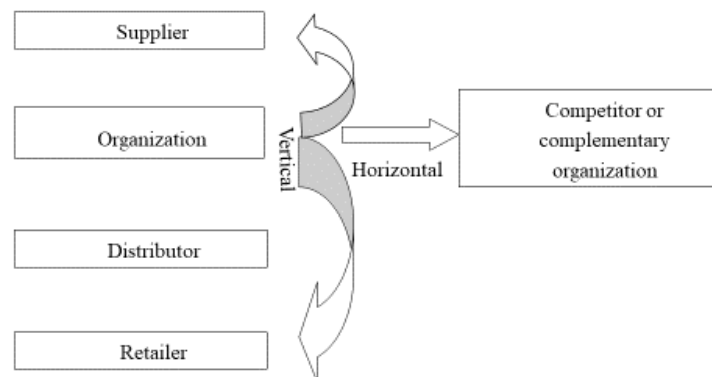 Supplier
Organization
Vertical
Horizontal
Competitor or
complementary
organization
Distributor
Retailer